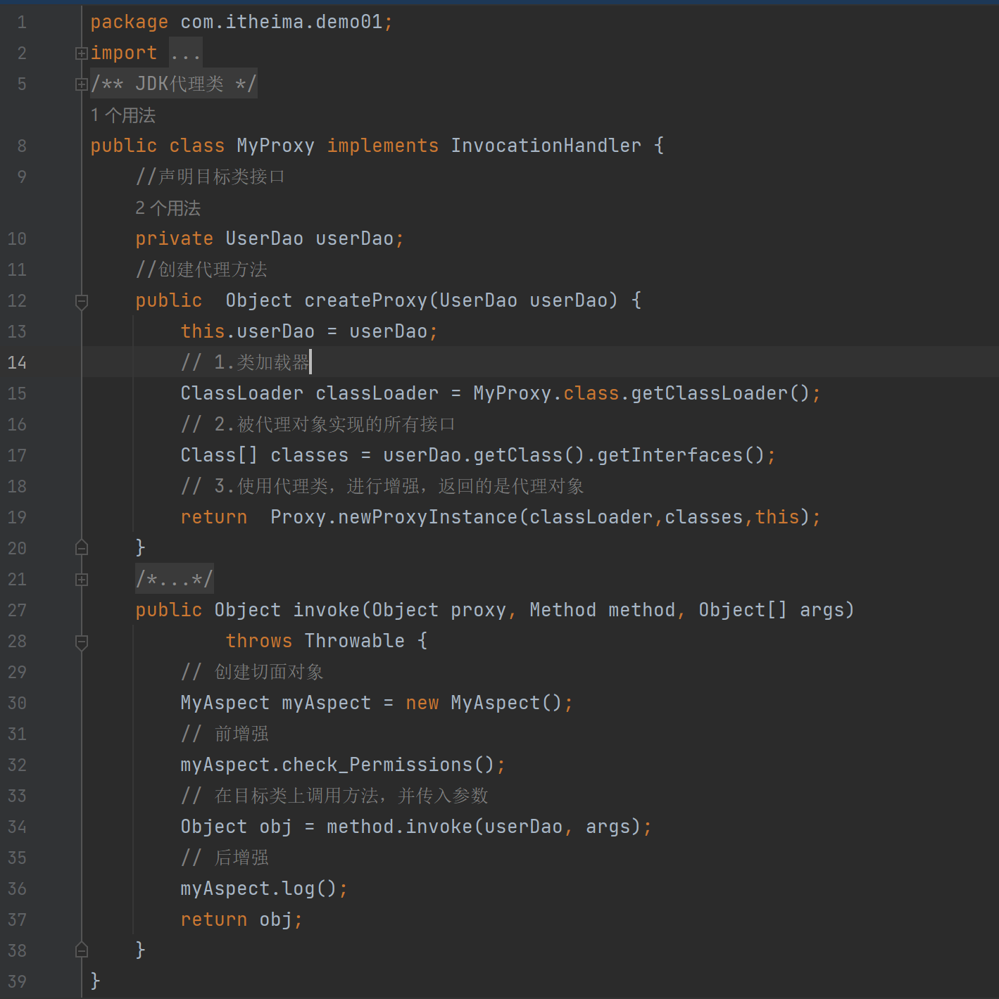 1 package com.itheima.demo01;
2 import ...
5 /** JDK代理类 */
1 个用法
8 public class MyProxy implements InvocationHandler {
9 //声明目标类接口
2 个用法
10 private UserDao userDao;
11 //创建代理方法
12 public  Object createProxy(UserDao userDao) {
13 this.userDao = userDao;
14 // 1.类加载器
15 ClassLoader classLoader = MyProxy.class.getClassLoader();
16 // 2.被代理对象实现的所有接口
17 Class[] classes = userDao.getClass().getInterfaces();
18 // 3.使用代理类，进行增强，返回的是代理对象
19 return  Proxy.newProxyInstance(classLoader,classes,this);
20 }
21 /*...*/
27 public Object invoke(Object proxy, Method method, Object[] args)
28 throws Throwable {
29 // 创建切面对象
30 MyAspect myAspect = new MyAspect();
31 // 前增强
32 myAspect.check_Permissions();
33 // 在目标类上调用方法，并传入参数
34 Object obj = method.invoke(userDao, args);
35 // 后增强
36 myAspect.log();
37 return obj;
38 }
39 }